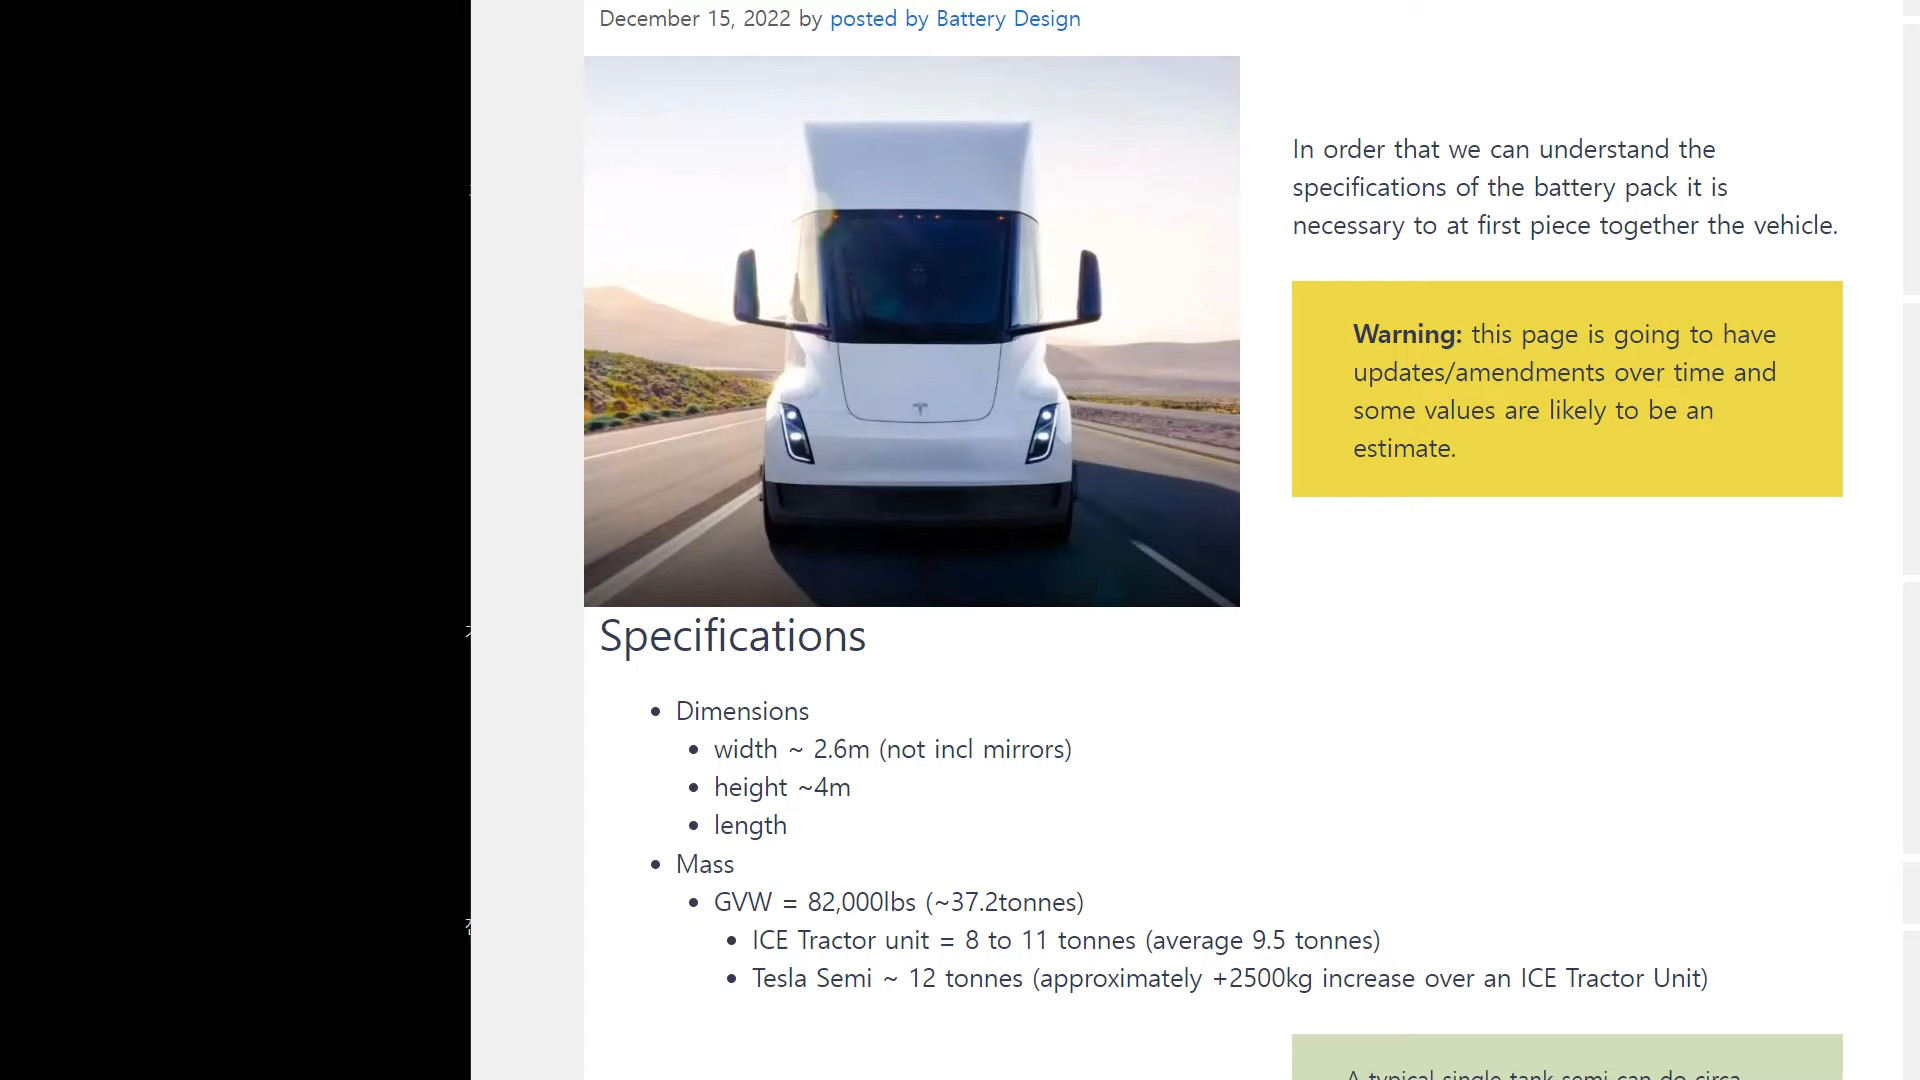 December 15, 2022 by posted by Battery Design
In order that we can understand the
specifications of the battery pack it is
necessary to at first piece together the vehicle.
Warning: this page is going to have
updates/amendments over time and
some values are likely to be an
estimate.
Specifications
Dimensions
width ~ 2.6m (not incl mirrors)
height ~4m
length
Mass
GVW = 82,000lbs (~37.2tonnes)
ICE Tractor unit = 8 to 11 tonnes (average 9.5 tonnes)
Tesla Semi ~ 12 tonnes (approximately +2500kg increase over an ICE Tractor Unit)
A typical single tank semi can do circa